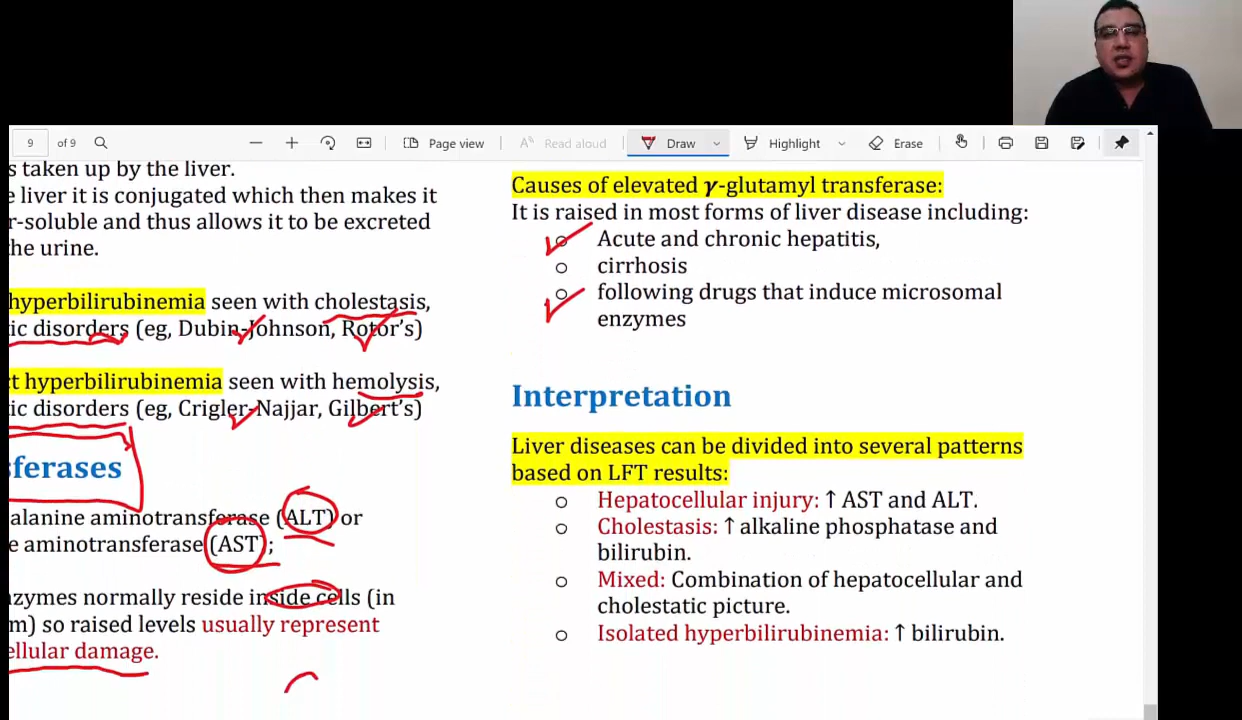 9 of 9 Page view Read aloud Draw Highlight Erase
s taken up by the liver.
e liver it is conjugated which then makes it
r-soluble and thus allows it to be excreted
the urine.
hyperbilirubinemia seen with cholestasis,
ic disorders (eg, Dubin-Johnson, Rotor's)
ct hyperbilirubinemia seen with hemolysis,
ic disorders (eg, Crigler-Najjar, Gilbert's)
sferases
alanine aminotransferase (ALT) or
e aminotransferase (AST);
nzymes normally reside inside cells (in
m) so raised levels usually represent
ellular damage.
Causes of elevated γ-glutamyl transferase:
It is raised in most forms of liver disease including:
o Acute and chronic hepatitis,
o cirrhosis
o following drugs that induce microsomal
enzymes
Interpretation
Liver diseases can be divided into several patterns
based on LFT results:
o Hepatocellular injury: ↑ AST and ALT.
o Cholestasis: ↑ alkaline phosphatase and
bilirubin.
o Mixed: Combination of hepatocellular and
cholestatic picture.
o Isolated hyperbilirubinemia: ↑ bilirubin.